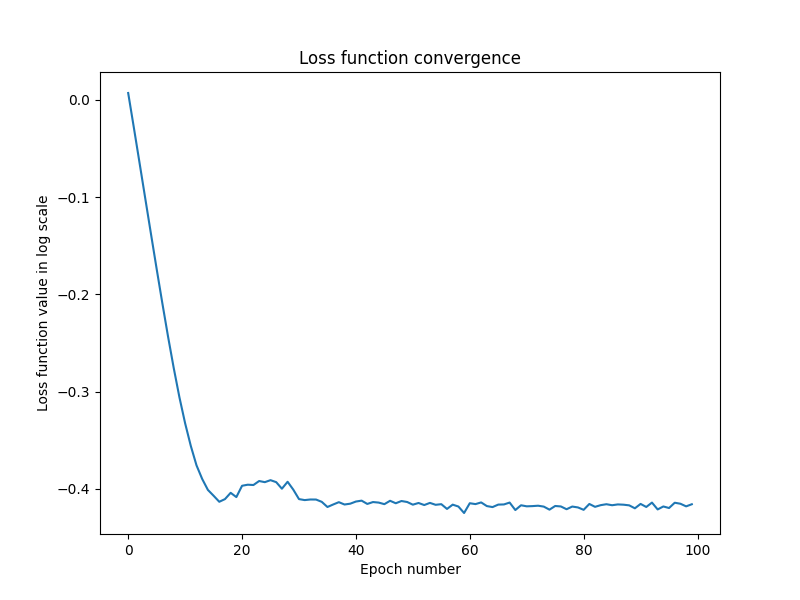 Loss function convergence
Loss function value in log scale
0.0
−0.1
−0.2
−0.3
−0.4
0 20 40 60 80 100
Epoch number